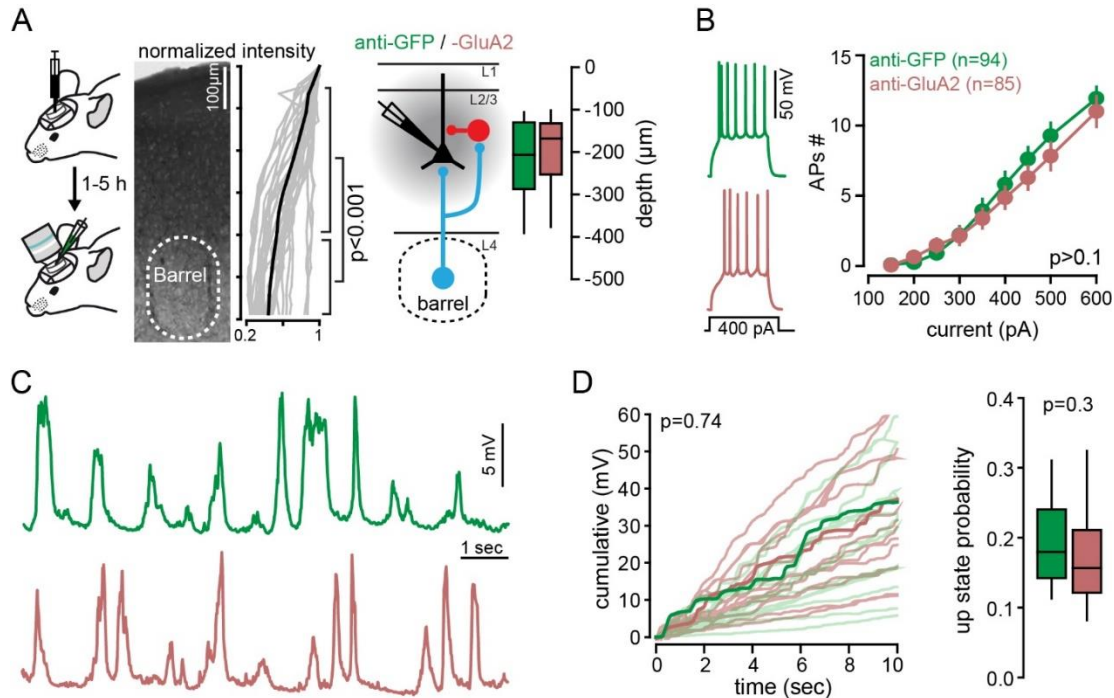 A
normalized intensity
100µm
1-5 h
Barrel
0.2
1
p<0.001
anti-GFP / -GluA2
L1
L2/3
L4
barrel
0
-100
-200
-300
-400
-500
depth (µm)
B
50 mV
400 pA
anti-GFP (n=94)
anti-GluA2 (n=85)
15
10
5
0
APs #
p>0.1
100
200
300
400
500
600
current (pA)
C
5 mV
1 sec
D
p=0.74
60
50
40
30
20
10
0
cumulative (mV)
0
2
4
6
8
10
time (sec)
p=0.3
0.4
0.3
0.2
0.1
0.0
up state probability